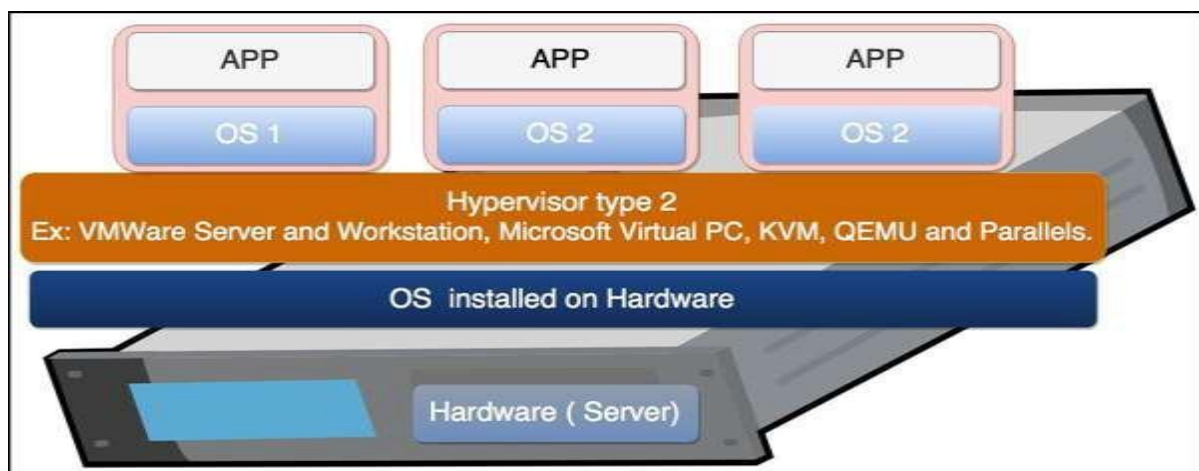 APP APP APP
OS 1 OS 2 OS 2
Hypervisor type 2
Ex: VMWare Server and Workstation, Microsoft Virtual PC, KVM, QEMU and Parallels.
OS installed on Hardware
Hardware ( Server)